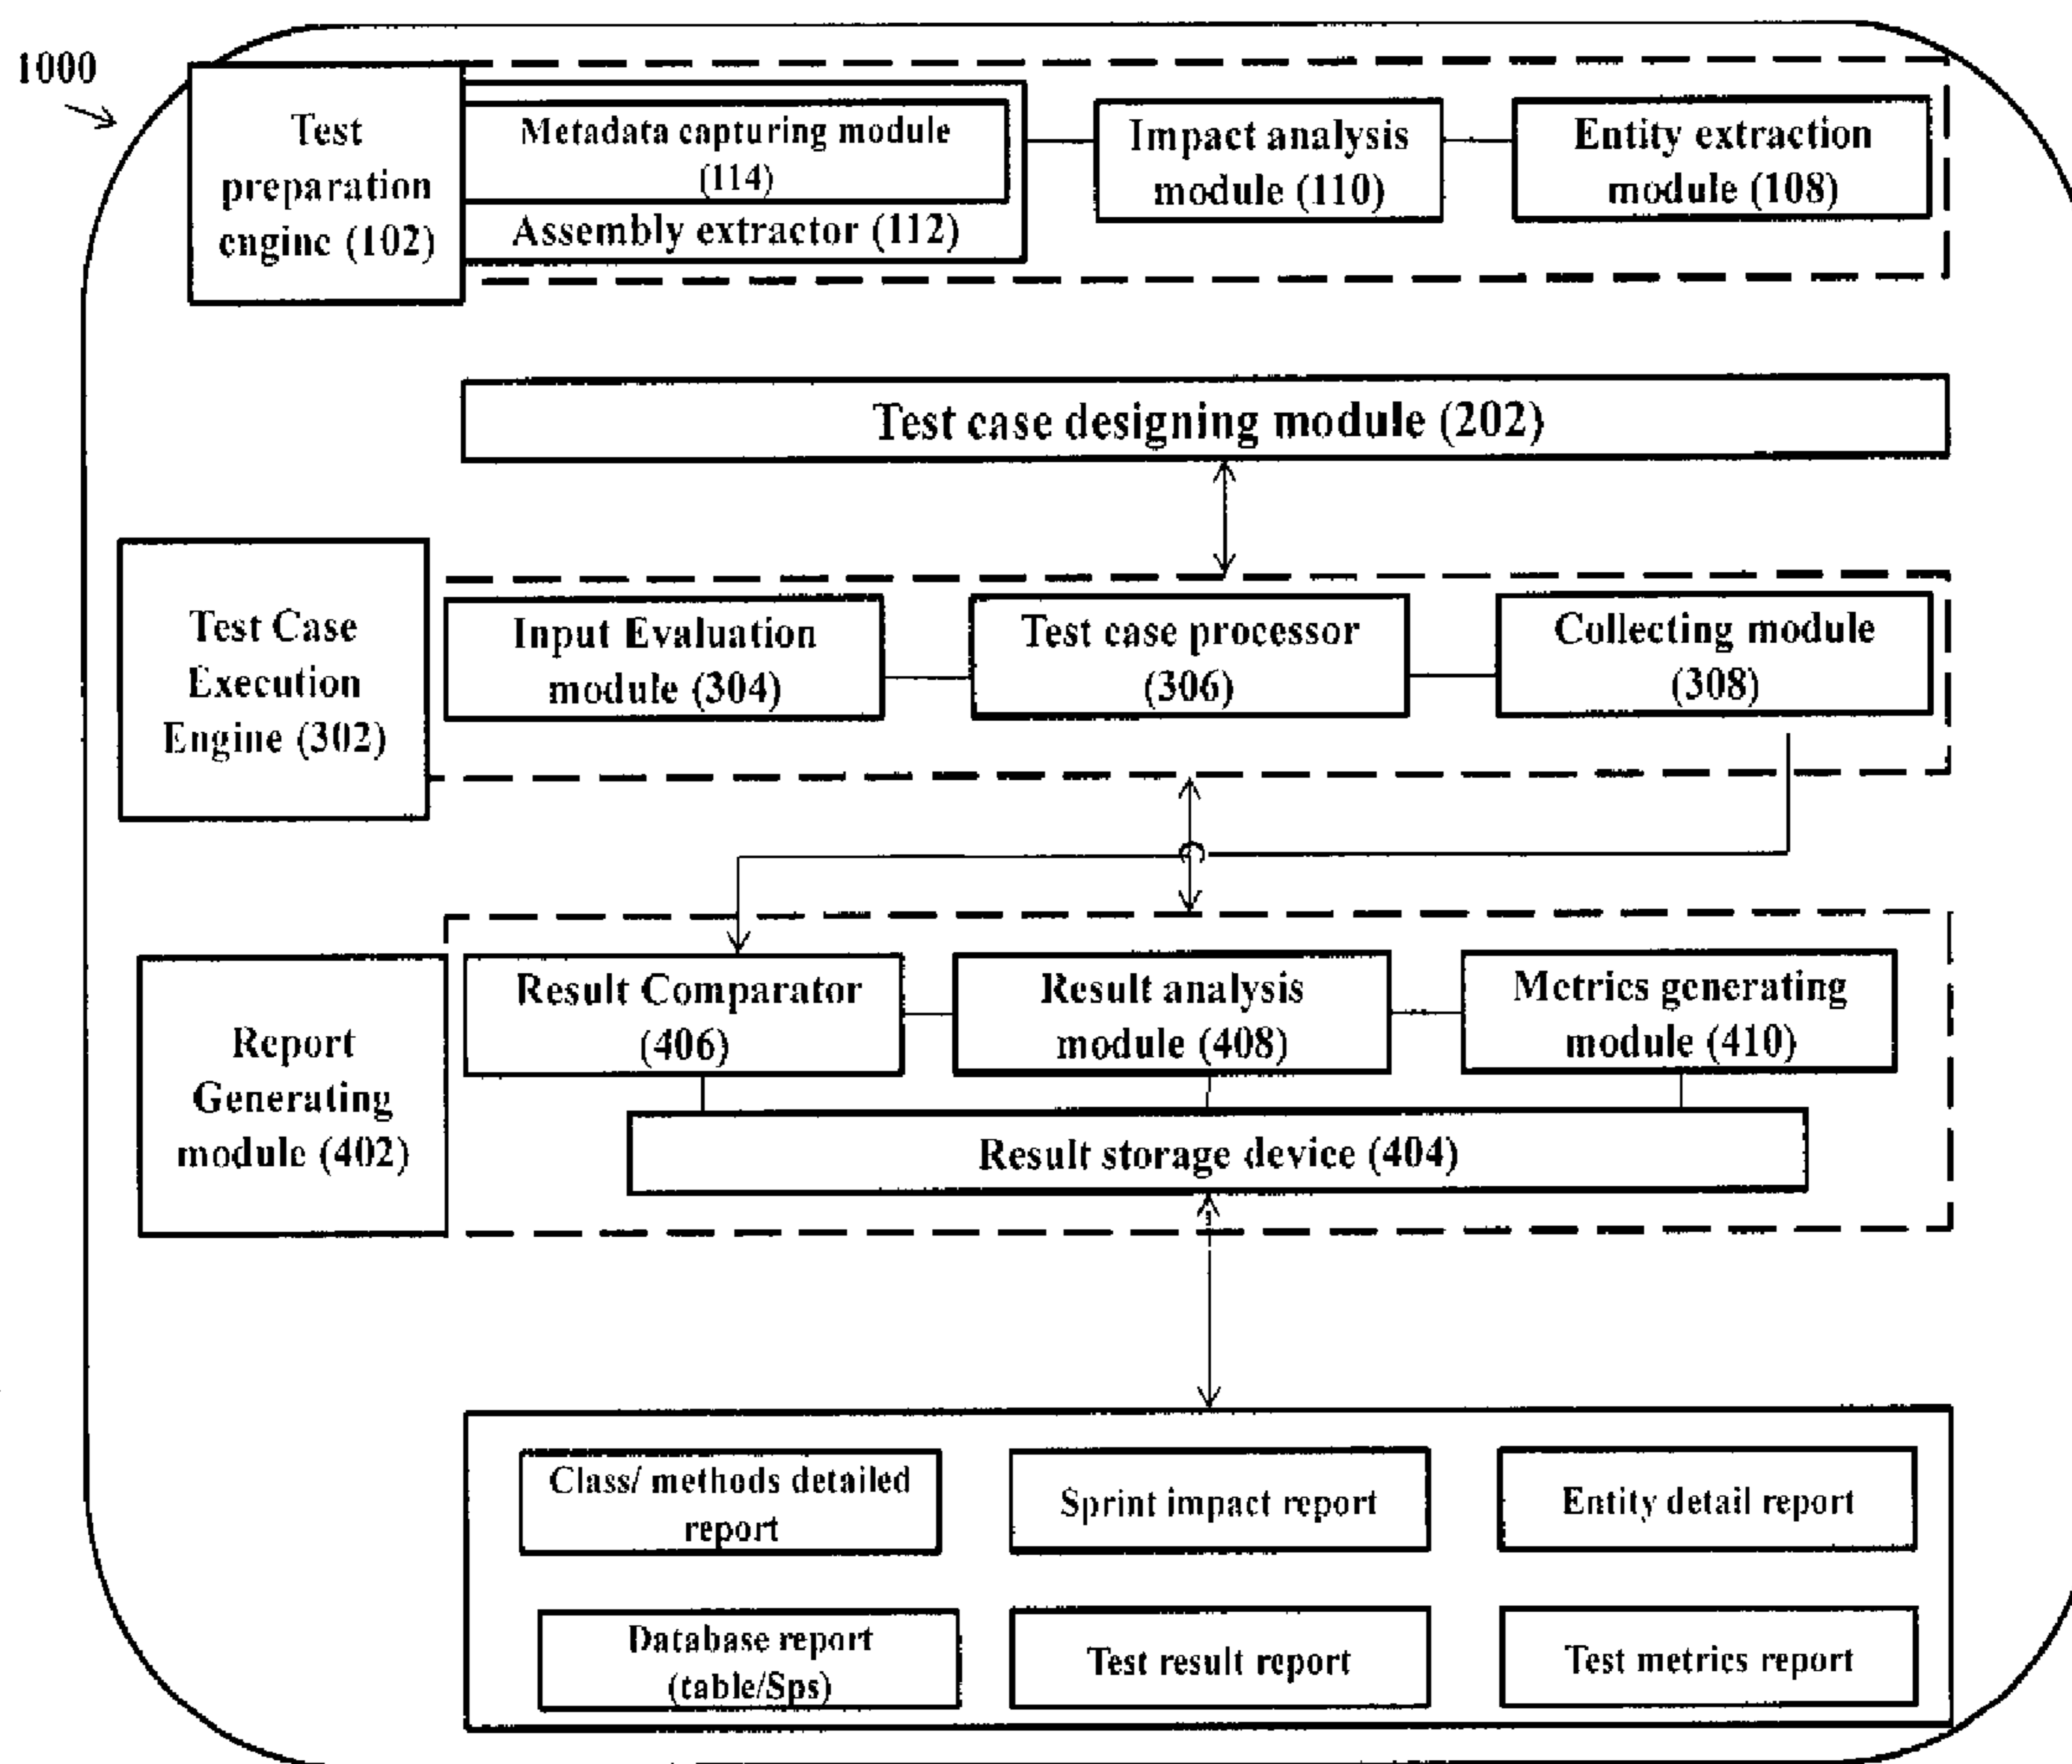 1000
Test
preparation
engine (102)
Metadata capturing module
(114)
Assembly extractor (112)
Impact analysis
module (110)
Entity extraction
module (108)
Test case designing module (202)
Test Case
Execution
Engine (302)
Input Evaluation
module (304)
Test case processor
(306)
Collecting module
(308)
Report
Generating
module (402)
Result Comparator
(406)
Result analysis
module (408)
Metrics generating
module (410)
Result storage device (404)
Class/ methods detailed
report
Sprint impact report
Entity detail report
Database report
(table/Sps)
Test result report
Test metrics report